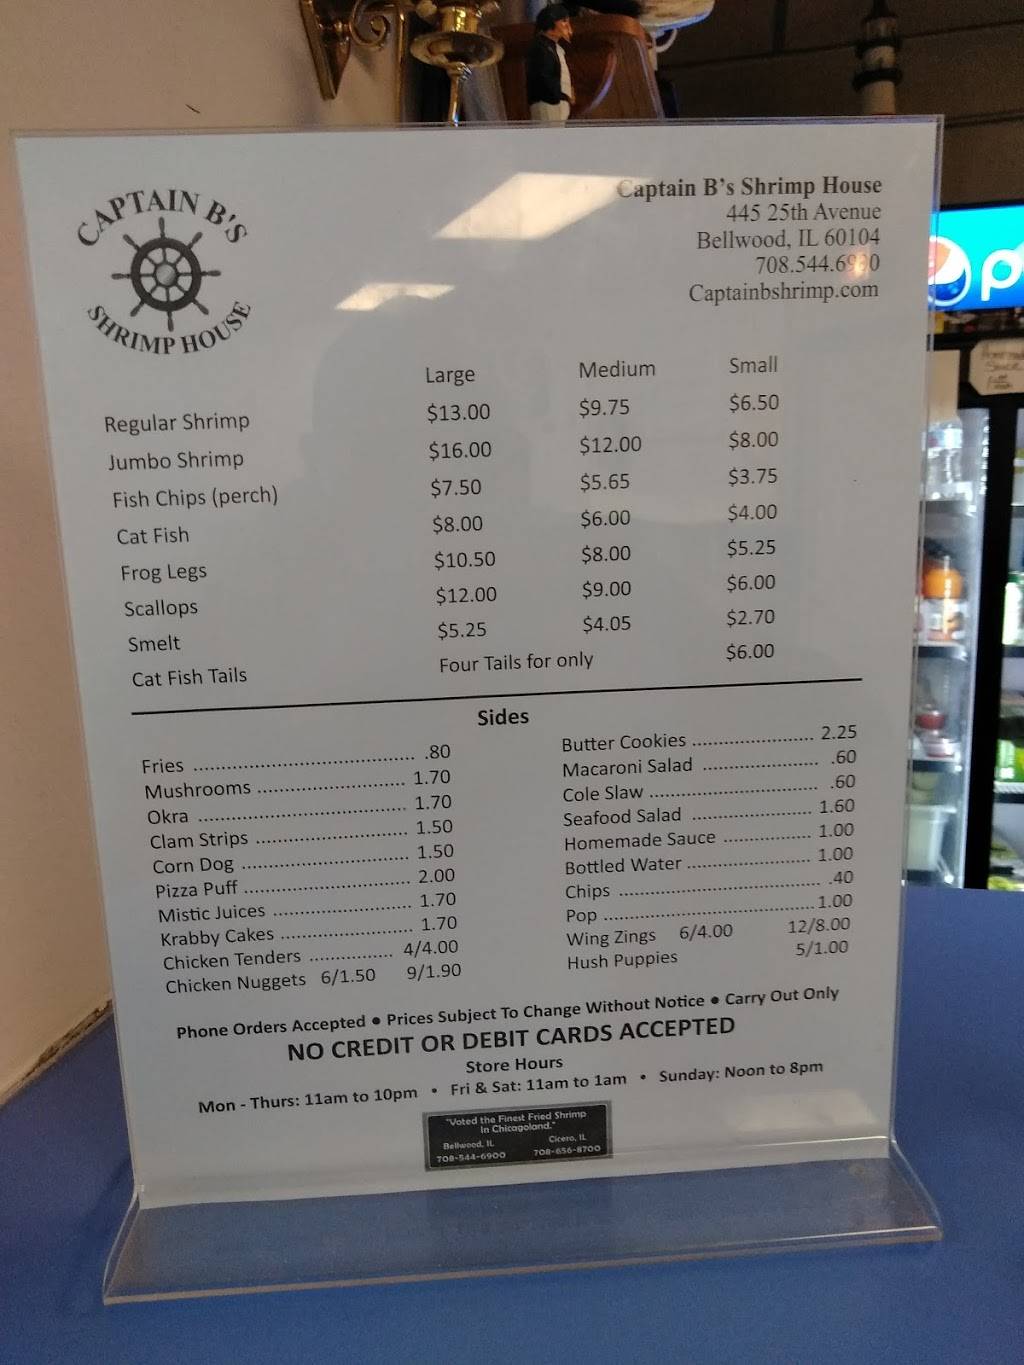 CAPTAIN B'S
SHRIMP HOUSE
Captain B's Shrimp House
445 25th Avenue
Bellwood, IL 60104
708.544.6900
Captainbshrimp.com
Large Medium Small
Regular Shrimp $13.00 $9.75 $6.50
Jumbo Shrimp $16.00 $12.00 $8.00
Fish Chips (perch) $7.50 $5.65 $3.75
Cat Fish $8.00 $6.00 $4.00
Frog Legs $10.50 $8.00 $5.25
Scallops $12.00 $9.00 $6.00
Smelt $5.25 $4.05 $2.70
Cat Fish Tails Four Tails for only $6.00
Sides
Fries .......................................... .80
Mushrooms ............................ 1.70
Okra ....................................... 1.70
Clam Strips ............................. 1.50
Corn Dog ................................ 1.50
Pizza Puff ................................ 2.00
Mistic Juices .......................... 1.70
Krabby Cakes ......................... 1.70
Chicken Tenders ................ 4/4.00
Chicken Nuggets 6/1.50 9/1.90
Butter Cookies ....................... 2.25
Macaroni Salad ...................... .60
Cole Slaw ................................ .60
Seafood Salad ....................... 1.60
Homemade Sauce ................. 1.00
Bottled Water ........................ 1.00
Chips ...................................... .40
Pop ........................................ 1.00
Wing Zings 6/4.00 12/8.00
Hush Puppies 5/1.00
Phone Orders Accepted ● Prices Subject To Change Without Notice ● Carry Out Only
NO CREDIT OR DEBIT CARDS ACCEPTED
Store Hours
Mon - Thurs: 11am to 10pm • Fri & Sat: 11am to 1am • Sunday: Noon to 8pm
"Voted the Finest Fried Shrimp
In Chicagoland."
Bellwood, IL Cicero, IL
708-544-6900 708-656-8700